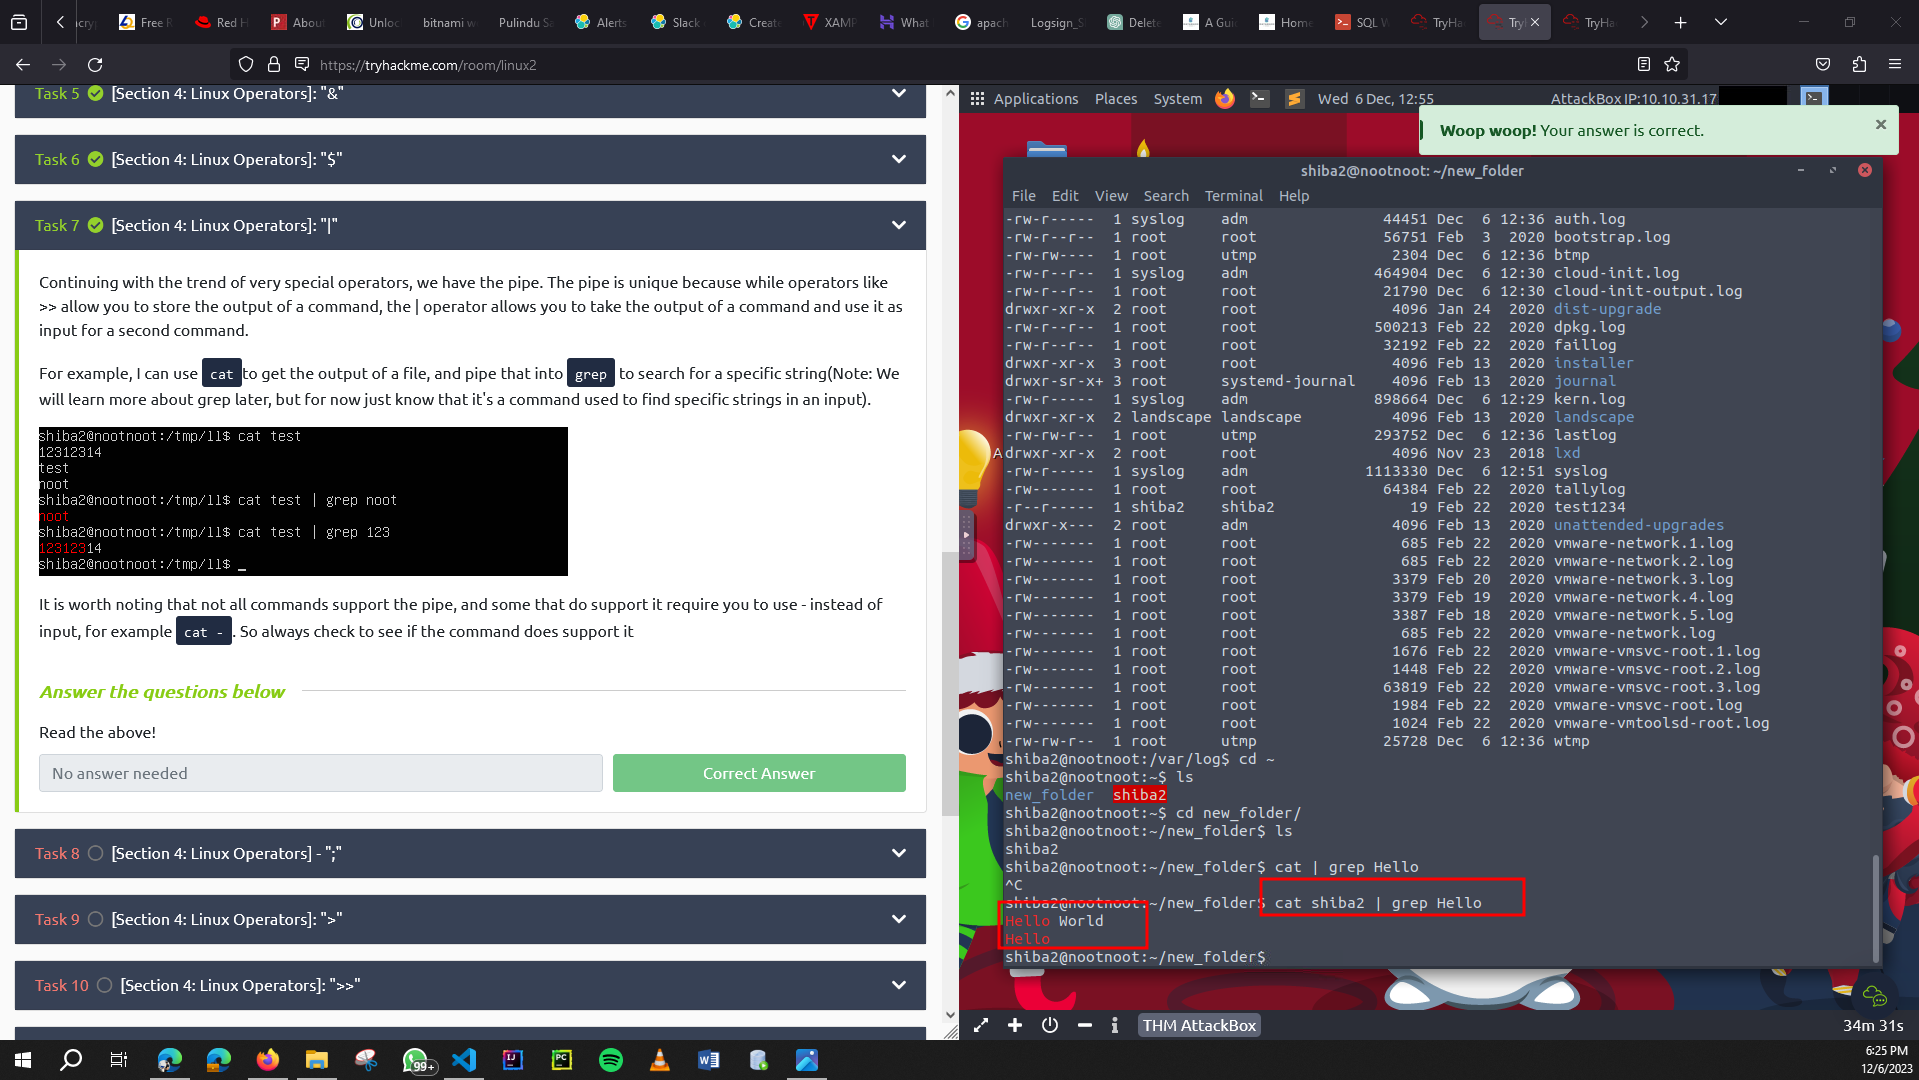 Free R
Red H
About
Unloc
bitnami w
Pulindu Sa
Alerts
Slack
Create
XAMP
What
apach
Logsign_S
Delete
A Gui
Home
SQL W
TryHa
Try
TryHa
https://tryhackme.com/room/linux2
Task 5 [Section 4: Linux Operators]: "&"
Task 6 [Section 4: Linux Operators]: "$"
Task 7 [Section 4: Linux Operators]: "|"
Continuing with the trend of very special operators, we have the pipe. The pipe is unique because while operators like
>> allow you to store the output of a command, the | operator allows you to take the output of a command and use it as
input for a second command.
For example, I can use cat to get the output of a file, and pipe that into grep to search for a specific string(Note: We
will learn more about grep later, but for now just know that it's a command used to find specific strings in an input).
shiba2@nootnoot:/tmp/ll$ cat test
12312314
test
noot
shiba2@nootnoot:/tmp/ll$ cat test | grep noot
noot
shiba2@nootnoot:/tmp/ll$ cat test | grep 123
12312314
shiba2@nootnoot:/tmp/ll$ _
It is worth noting that not all commands support the pipe, and some that do support it require you to use - instead of
input, for example cat - . So always check to see if the command does support it
Answer the questions below
Read the above!
No answer needed
Correct Answer
Task 8 [Section 4: Linux Operators] - ";"
Task 9 [Section 4: Linux Operators]: ">"
Task 10 [Section 4: Linux Operators]: ">>"
Applications Places System Wed 6 Dec, 12:55 AttackBox IP:10.10.31.17
Woop woop! Your answer is correct.
shiba2@nootnoot: ~/new_folder
File Edit View Search Terminal Help
-rw-r----- 1 syslog adm 44451 Dec 6 12:36 auth.log
-rw-r--r-- 1 root root 56751 Feb 3 2020 bootstrap.log
-rw-rw---- 1 root utmp 2304 Dec 6 12:36 btmp
-rw-r--r-- 1 syslog adm 464904 Dec 6 12:30 cloud-init.log
-rw-r--r-- 1 root root 21790 Dec 6 12:30 cloud-init-output.log
drwxr-xr-x 2 root root 4096 Jan 24 2020 dist-upgrade
-rw-r--r-- 1 root root 500213 Feb 22 2020 dpkg.log
-rw-r--r-- 1 root root 32192 Feb 22 2020 faillog
drwxr-xr-x 3 root root 4096 Feb 13 2020 installer
drwxr-sr-x+ 3 root systemd-journal 4096 Feb 13 2020 journal
-rw-r----- 1 syslog adm 898664 Dec 6 12:29 kern.log
drwxr-xr-x 2 landscape landscape 4096 Feb 13 2020 landscape
-rw-rw-r-- 1 root utmp 293752 Dec 6 12:36 lastlog
drwxr-xr-x 2 root root 4096 Nov 23 2018 lxd
-rw-r----- 1 syslog adm 1113330 Dec 6 12:51 syslog
-rw------- 1 root root 64384 Feb 22 2020 tallylog
-r--r----- 1 shiba2 shiba2 19 Feb 22 2020 test1234
drwxr-x--- 2 root adm 4096 Feb 13 2020 unattended-upgrades
-rw------- 1 root root 685 Feb 22 2020 vmware-network.1.log
-rw------- 1 root root 685 Feb 22 2020 vmware-network.2.log
-rw------- 1 root root 3379 Feb 20 2020 vmware-network.3.log
-rw------- 1 root root 3379 Feb 19 2020 vmware-network.4.log
-rw------- 1 root root 3387 Feb 18 2020 vmware-network.5.log
-rw------- 1 root root 685 Feb 22 2020 vmware-network.log
-rw------- 1 root root 1676 Feb 22 2020 vmware-vmsvc-root.1.log
-rw------- 1 root root 1448 Feb 22 2020 vmware-vmsvc-root.2.log
-rw------- 1 root root 63819 Feb 22 2020 vmware-vmsvc-root.3.log
-rw------- 1 root root 1984 Feb 22 2020 vmware-vmsvc-root.log
-rw------- 1 root root 1024 Feb 22 2020 vmware-vmtoolsd-root.log
-rw-rw-r-- 1 root utmp 25728 Dec 6 12:36 wtmp
shiba2@nootnoot:/var/log$ cd ~
shiba2@nootnoot:~$ ls
new_folder shiba2
shiba2@nootnoot:~$ cd new_folder/
shiba2@nootnoot:~/new_folder$ ls
shiba2
shiba2@nootnoot:~/new_folder$ cat | grep Hello
^C
shiba2@nootnoot:~/new_folder$ cat shiba2 | grep Hello
Hello World
Hello
shiba2@nootnoot:~/new_folder$
THM AttackBox
34m 31s
99+
6:25 PM
12/6/2023